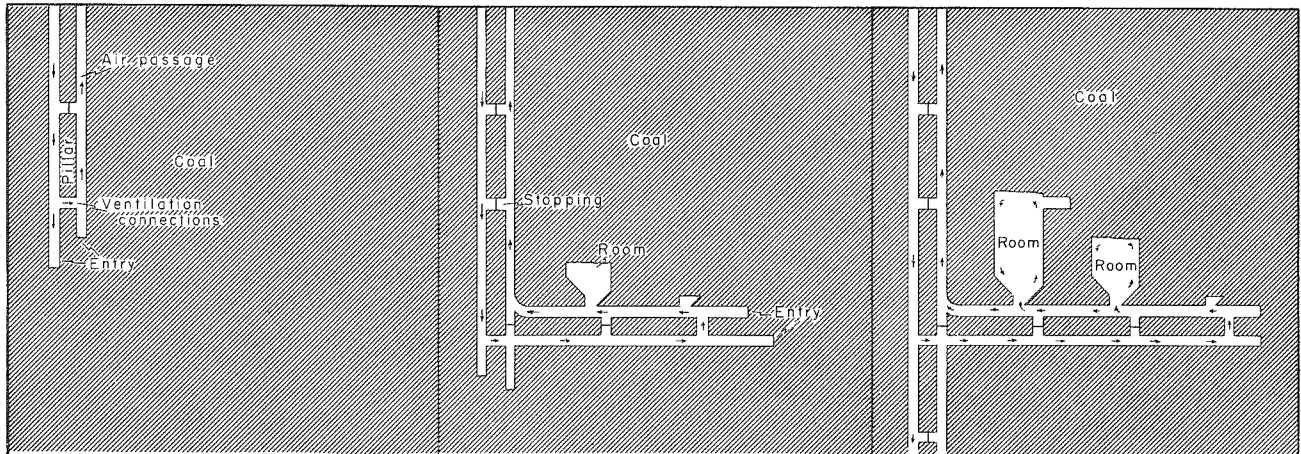 Air passage
Pillar
Coal
Ventilation
connections
Entry
Coal
Stopping
Room
Entry
Coal
Room
Room